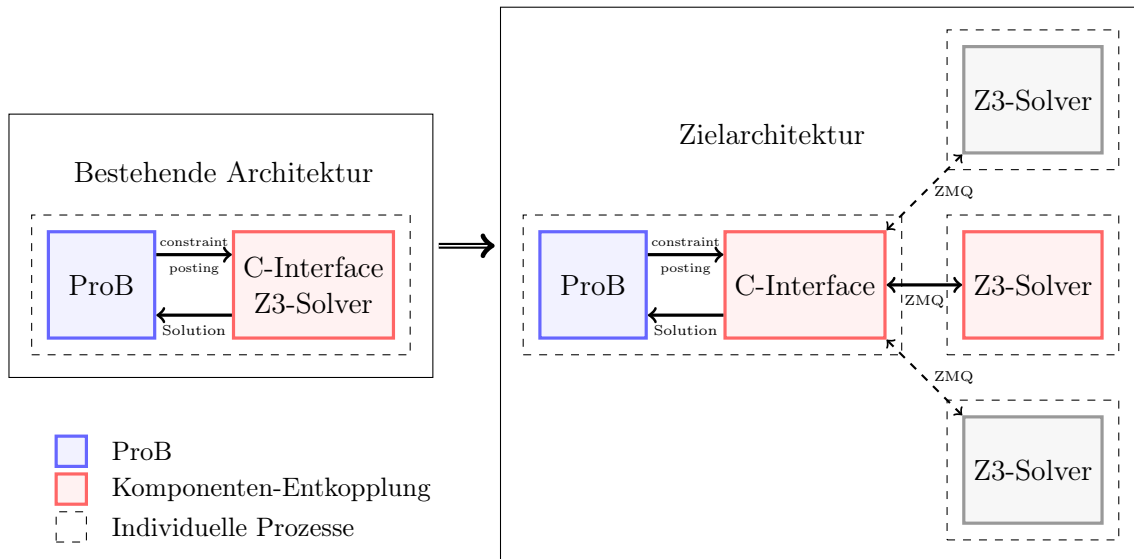 Bestehende Architektur
ProB
constraint
posting
Solution
C-Interface
Z3-Solver
Zielarchitektur
ProB
constraint
posting
Solution
C-Interface
ZMQ
ZMQ
ZMQ
Z3-Solver
Z3-Solver
Z3-Solver
ProB
Komponenten-Entkopplung
Individuelle Prozesse